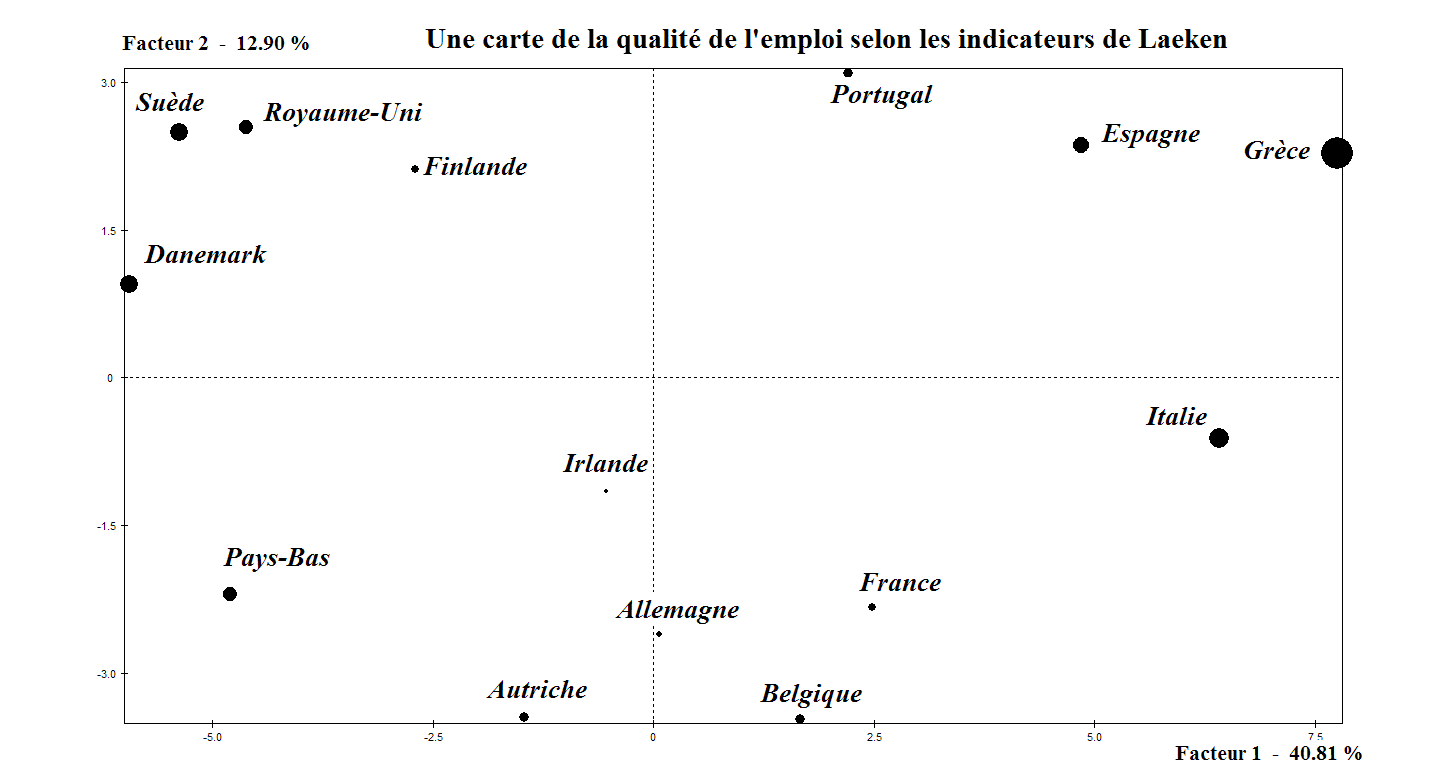 Une carte de la qualité de l'emploi selon les indicateurs de Laeken
Facteur 2 - 12.90 %
3.0
Portugal
Suède
Royaume-Uni
Espagne
Grèce
Finlande
1.5
Danemark
0
Italie
Irlande
-1.5
Pays-Bas
France
Allemagne
-3.0
Autriche
Belgique
-5.0 -2.5 0 2.5 5.0 7.5
Facteur 1 - 40.81 %